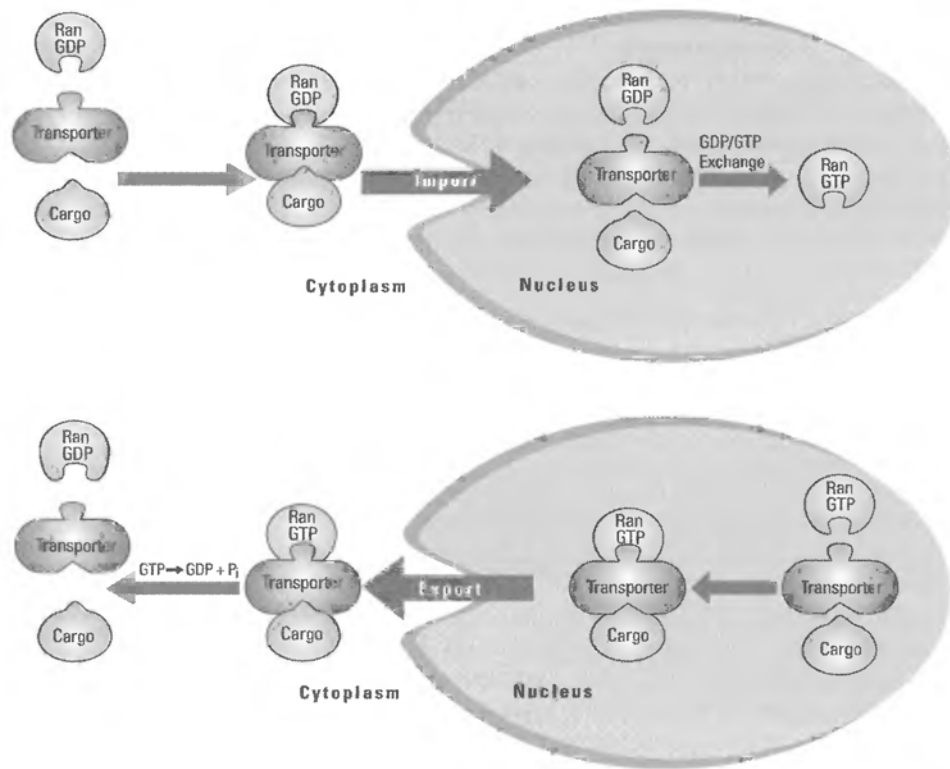 Ran
GDP
Transporter
Cargo
Ran
GDP
Transporter
Cargo
Import
Ran
GDP
Transporter
Cargo
GDP/GTP
Exchange
Ran
GTP
Cytoplasm
Nucleus
Ran
GDP
Transporter
Cargo
GTP→GDP + Pi
Ran
GTP
Transporter
Cargo
Export
Ran
GTP
Transporter
Cargo
Ran
GTP
Transporter
Cargo
Cytoplasm
Nucleus